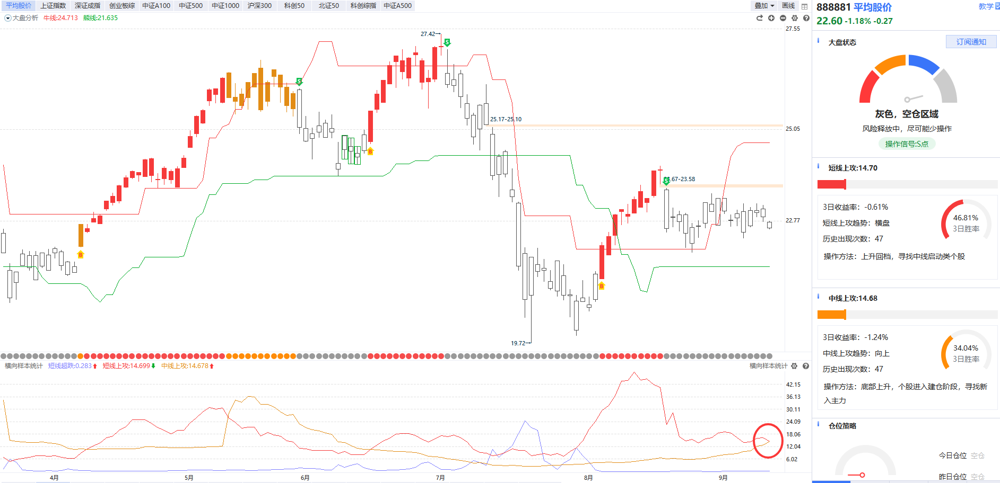 平均股价 上证指数 深证成指 创业板综 中证A100 中证500 中证1000 沪深300 科创50 北证50 科创综指 中证A500 叠加 画线
大盘分析 牛线:24.713 熊线:21.635
27.55
27.42
S
S
25.17-25.10
25.05
B
S
.67-23.58
22.77
B
B
19.72
横向样本统计 短线超跌:0.283 短线上攻:14.699 中线上攻:14.678
横向样本统计
42.15
36.13
30.11
24.09
18.06
12.04
6.02
4月 5月 6月 7月 8月 9月
888881 平均股价 教学
22.60 -1.18% -0.27
大盘状态 订阅通知
灰色，空仓区域
风险释放中，尽可能少操作
操作信号:S点
短线上攻:14.70
3日收益率：-0.61%
短线上攻趋势：横盘
历史出现次数：47
46.81%
3日胜率
操作方法：上升回档，寻找中线启动类个股
中线上攻:14.68
3日收益率：-1.24%
中线上攻趋势：向上
历史出现次数：47
34.04%
3日胜率
操作方法：底部上升，个股进入建仓阶段，寻找新
入主力
仓位策略
今日仓位 空仓
昨日仓位 空仓